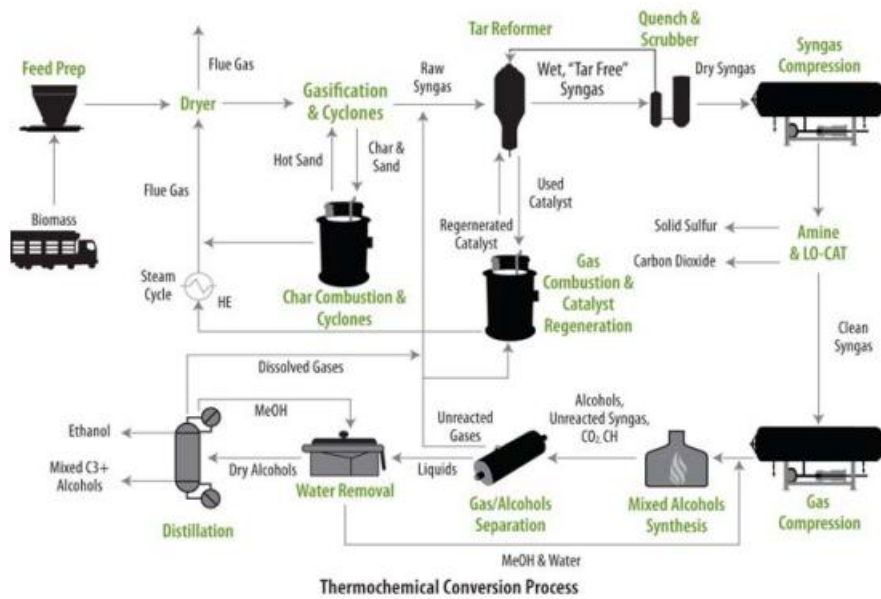 Tar Reformer
Quench &
Scrubber
Syngas
Compression
Feed Prep
Flue Gas
Gasification
& Cyclones
Raw
Syngas
Wet, "Tar Free"
Syngas
Dry Syngas
Dryer
Hot Sand
Char &
Sand
Flue Gas
Used
Catalyst
Biomass
Regnerated
Catalyst
Solid Sulfur
Amine
& LO-CAT
Carbon Dioxide
Steam
Cycle
HE
Char Combustion &
Cyclones
Gas
Combustion &
Catalyst
Regeneration
Clean
Syngas
Dissolved Gases
MeOH
Ethanol
Unreacted
Gases
Alcohols,
Unreacted Syngas,
CO₂, CH
Mixed C3+
Alcohols
Dry Alcohols
Liquids
Water Removal
Distillation
Gas/Alcohols
Separation
Mixed Alcohols
Synthesis
Gas
Compression
MeOH & Water
Thermochemical Conversion Process